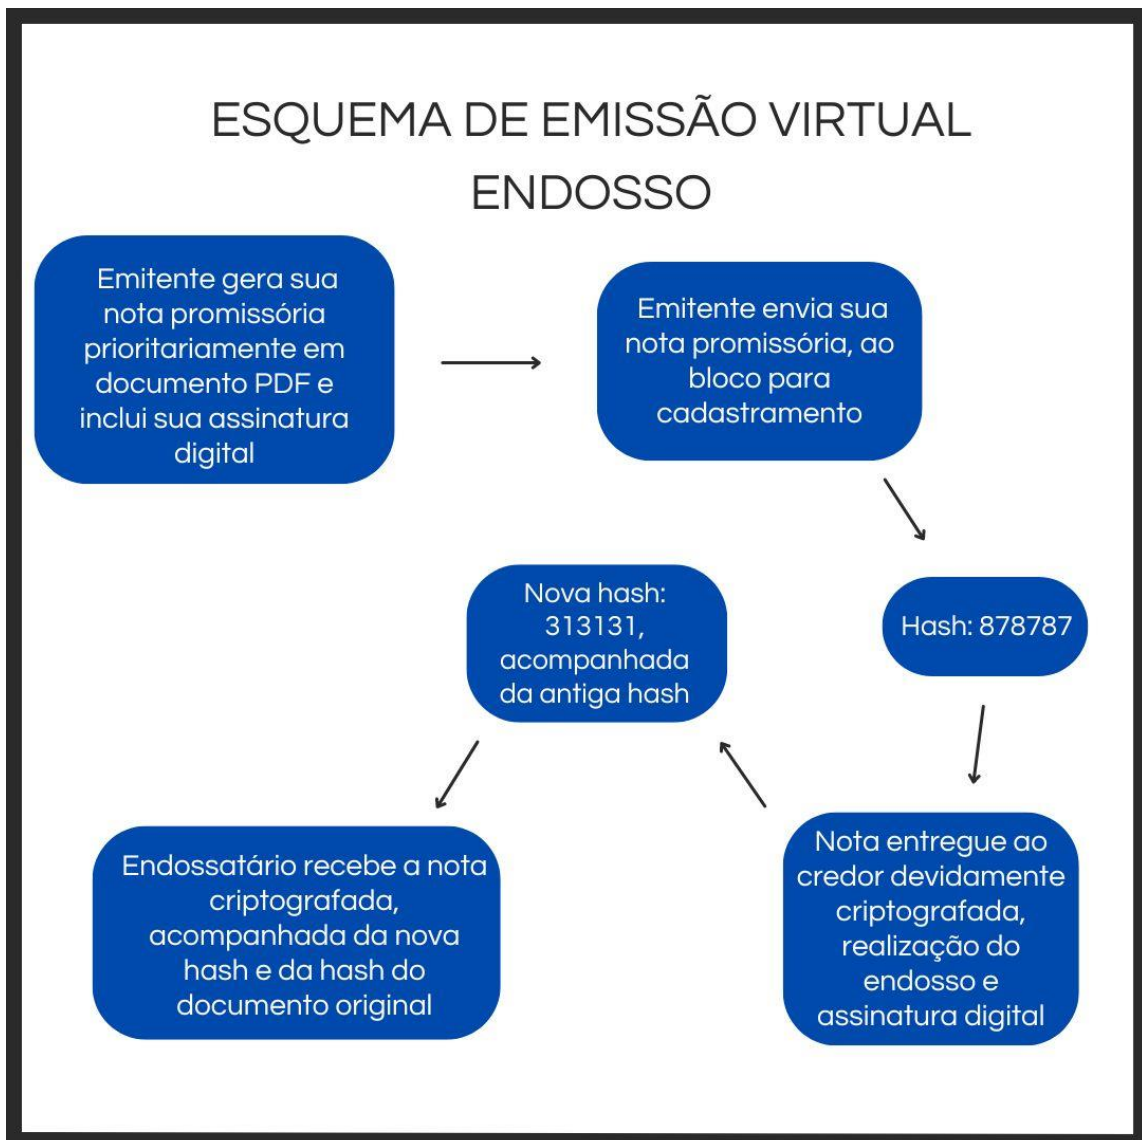 ESQUEMA DE EMISSÃO VIRTUAL
ENDOSSO
Emitente gera sua
nota promissória
prioritariamente em
documento PDF e
inclui sua assinatura
digital
Emitente envia sua
nota promissória, ao
bloco para
cadastramento
Hash: 878787
Nota entregue ao
credor devidamente
criptografada,
realização do
endosso e
assinatura digital
Nova hash:
313131,
acompanhada
da antiga hash
Endossatário recebe a nota
criptografada,
acompanhada da nova
hash e da hash do
documento original